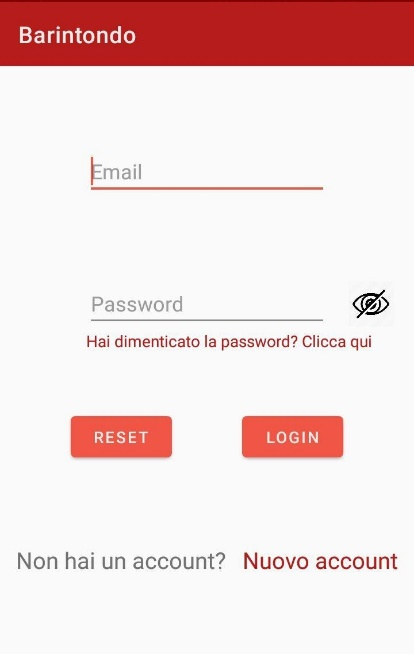 Barintondo
Email
Password
Hai dimenticato la password? Clicca qui
RESET LOGIN
Non hai un account? Nuovo account